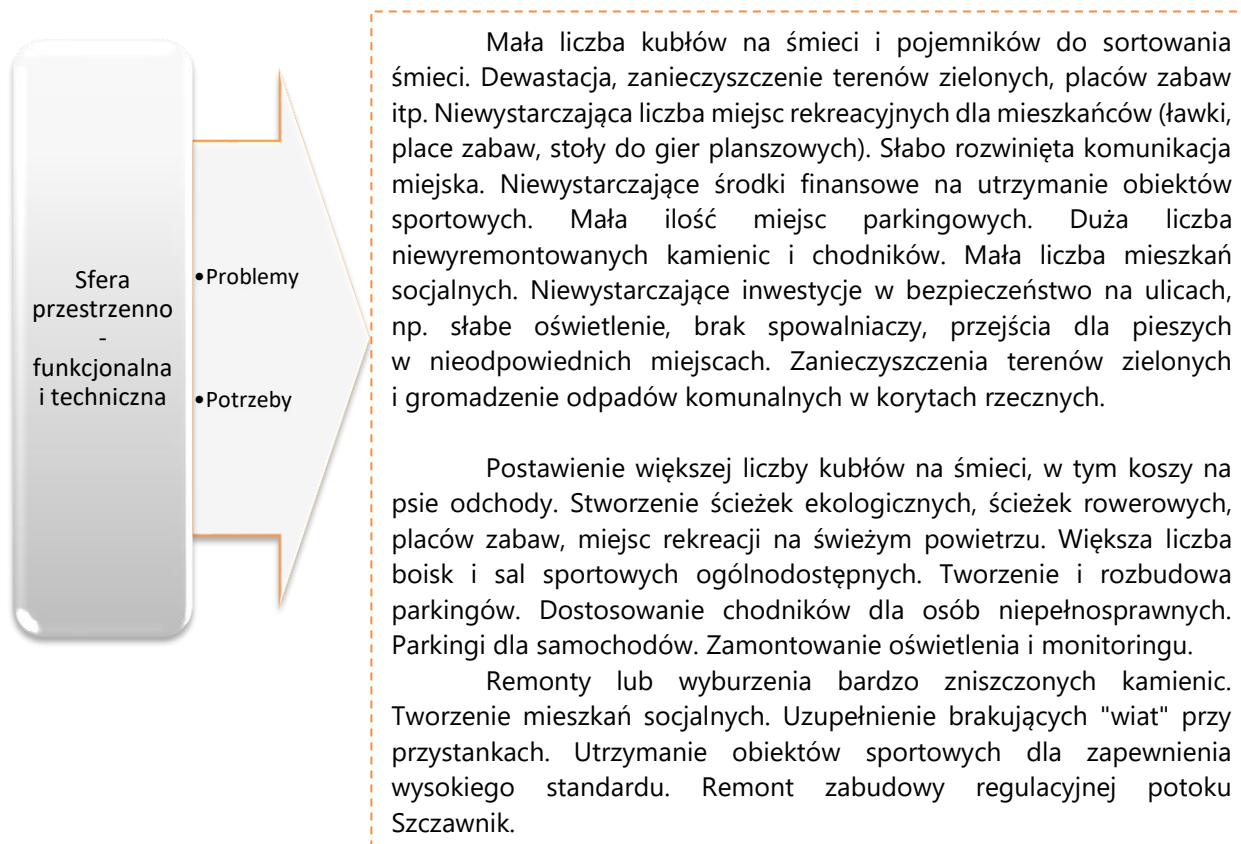 Sfera
przestrzenno
-
funkcjonalna
i techniczna
•Problemy
•Potrzeby
Mała liczba kubłów na śmieci i pojemników do sortowania
śmieci. Dewastacja, zanieczyszczenie terenów zielonych, placów zabaw
itp. Niewystarczająca liczba miejsc rekreacyjnych dla mieszkańców (ławki,
place zabaw, stoły do gier planszowych). Słabo rozwinięta komunikacja
miejska. Niewystarczające środki finansowe na utrzymanie obiektów
sportowych. Mała ilość miejsc parkingowych. Duża liczba
niewyremontowanych kamienic i chodników. Mała liczba mieszkań
socjalnych. Niewystarczające inwestycje w bezpieczeństwo na ulicach,
np. słabe oświetlenie, brak spowalniaczy, przejścia dla pieszych
w nieodpowiednich miejscach. Zanieczyszczenia terenów zielonych
i gromadzenie odpadów komunalnych w korytach rzecznych.
Postawienie większej liczby kubłów na śmieci, w tym koszy na
psie odchody. Stworzenie ścieżek ekologicznych, ścieżek rowerowych,
placów zabaw, miejsc rekreacji na świeżym powietrzu. Większa liczba
boisk i sal sportowych ogólnodostępnych. Tworzenie i rozbudowa
parkingów. Dostosowanie chodników dla osób niepełnosprawnych.
Parkingi dla samochodów. Zamontowanie oświetlenia i monitoringu.
Remonty lub wyburzenia bardzo zniszczonych kamienic.
Tworzenie mieszkań socjalnych. Uzupełnienie brakujących "wiat" przy
przystankach. Utrzymanie obiektów sportowych dla zapewnienia
wysokiego standardu. Remont zabudowy regulacyjnej potoku
Szczawnik.